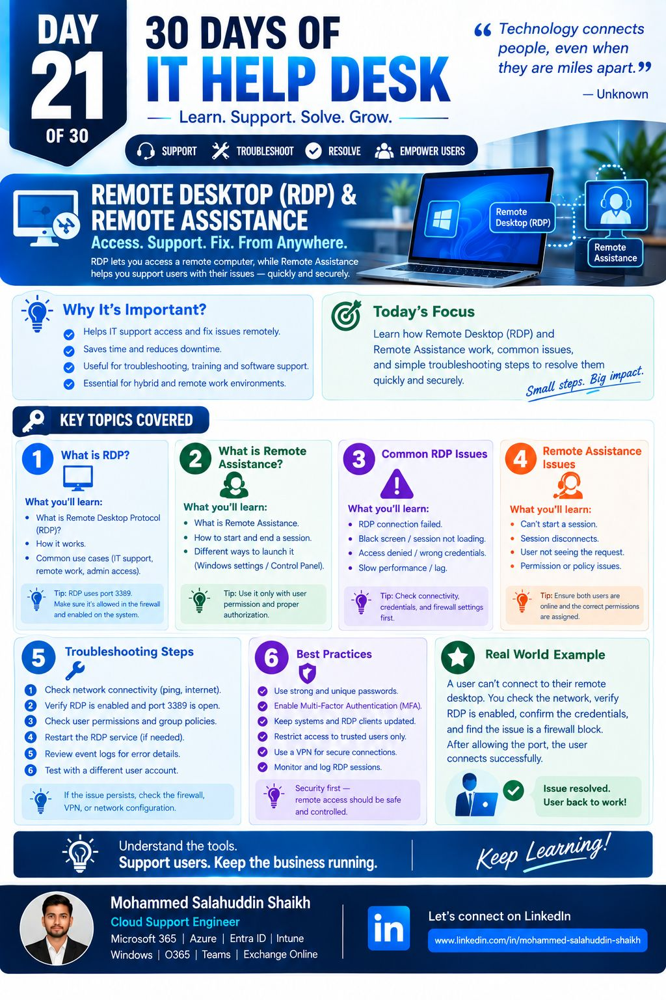 DAY
21
OF 30
30 DAYS OF
IT HELP DESK
Learn. Support. Solve. Grow.
“ Technology connects
people, even when
they are miles apart.”
— Unknown
SUPPORT
TROUBLESHOOT
RESOLVE
EMPOWER USERS
REMOTE DESKTOP (RDP) &
REMOTE ASSISTANCE
Access. Support. Fix. From Anywhere.
RDP lets you access a remote computer, while Remote Assistance
helps you support users with their issues — quickly and securely.
Remote
Desktop (RDP)
Remote
Assistance
Why It's Important?
Helps IT support access and fix issues remotely.
Saves time and reduces downtime.
Useful for troubleshooting, training and software support.
Essential for hybrid and remote work environments.
Today's Focus
Learn how Remote Desktop (RDP) and
Remote Assistance work, common issues,
and simple troubleshooting steps to resolve them
quickly and securely.
Small steps. Big impact.
KEY TOPICS COVERED
1
What is RDP?
What you'll learn:
• What is Remote Desktop Protocol
(RDP)?
• How it works.
• Common use cases (IT support,
remote work, admin access).
Tip: RDP uses port 3389.
Make sure it's allowed in the firewall
and enabled on the system.
2
What is Remote
Assistance?
What you'll learn:
• What is Remote Assistance.
• How to start and end a session.
• Different ways to launch it
(Windows settings / Control Panel).
Tip: Use it only with user
permission and proper
authorization.
3
Common RDP Issues
What you'll learn:
• RDP connection failed.
• Black screen / session not loading.
• Access denied / wrong credentials.
• Slow performance / lag.
Tip: Check connectivity,
credentials, and firewall settings
first.
4
Remote Assistance
Issues
What you'll learn:
• Can't start a session.
• Session disconnects.
• User not seeing the request.
• Permission or policy issues.
Tip: Ensure both users are
online and the correct permissions
are assigned.
5
Troubleshooting Steps
1 Check network connectivity (ping, internet).
2 Verify RDP is enabled and port 3389 is open.
3 Check user permissions and group policies.
4 Restart the RDP service (if needed).
5 Review event logs for error details.
6 Test with a different user account.
If the issue persists, check the firewall,
VPN, or network configuration.
6
Best Practices
Use strong and unique passwords.
Enable Multi-Factor Authentication (MFA).
Keep systems and RDP clients updated.
Restrict access to trusted users only.
Use a VPN for secure connections.
Monitor and log RDP sessions.
Security first —
remote access should be safe
and controlled.
Real World Example
A user can't connect to their remote
desktop. You check the network, verify
RDP is enabled, confirm the credentials,
and find the issue is a firewall block.
After allowing the port, the user
connects successfully.
Issue resolved.
User back to work!
Understand the tools.
Support users. Keep the business running.
Keep Learning!
Mohammed Salahuddin Shaikh
Cloud Support Engineer
Microsoft 365 | Azure | Entra ID | Intune
Windows | O365 | Teams | Exchange Online
in
Let's connect on LinkedIn
www.linkedin.com/in/mohammed-salahuddin-shaikh